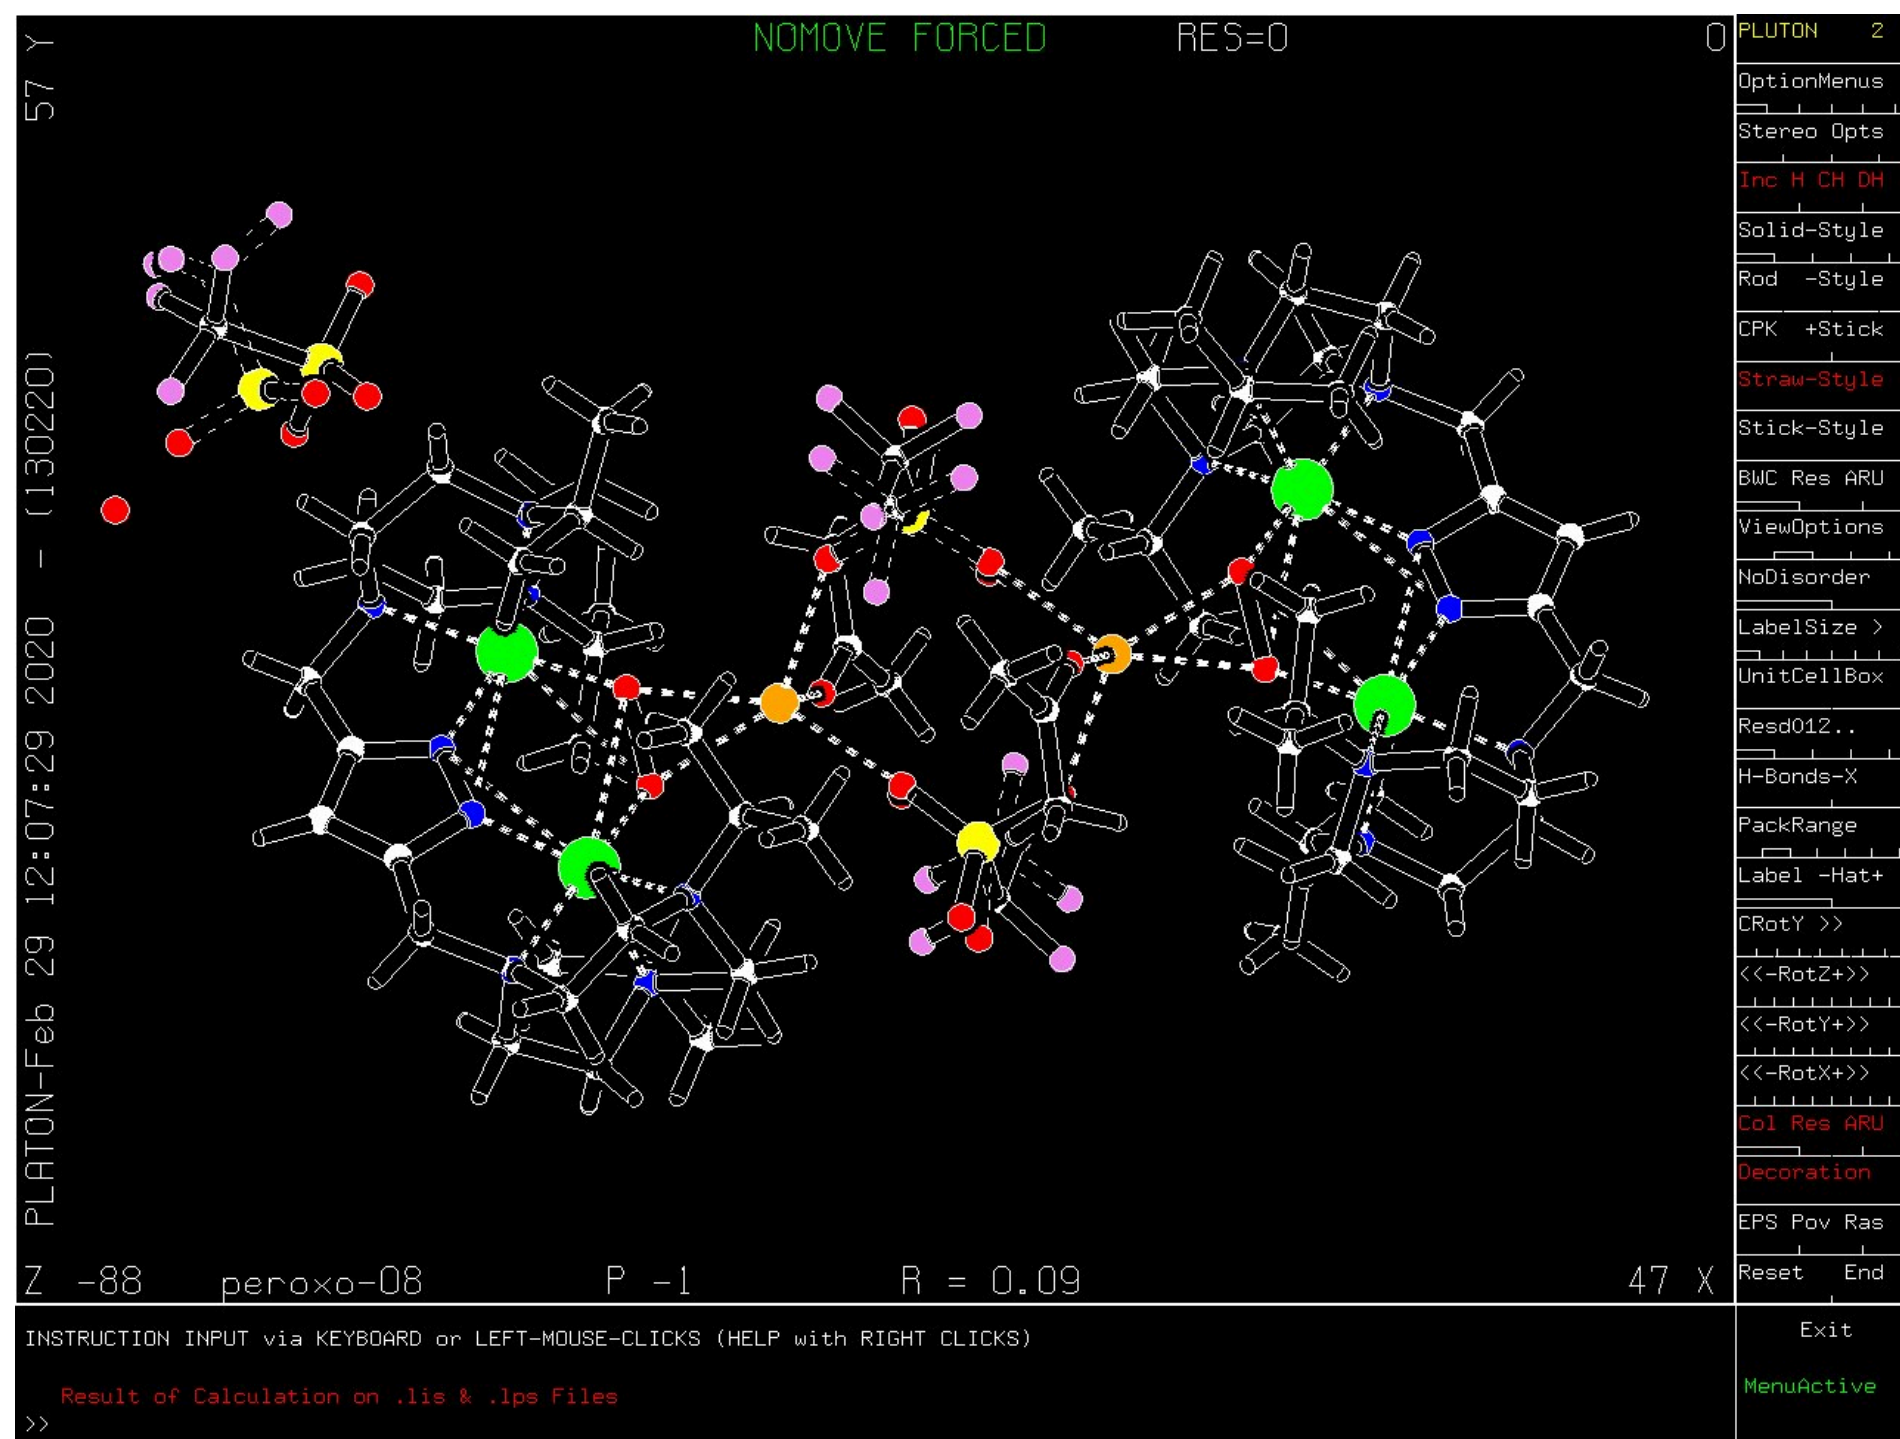 NOMOVE FORCED RES=0 0
57 Y
PLATON-Feb 29 12:07:29 2020 - (130220)
Z -88 peroxo-08 P -1 R = 0.09 47 X
PLUTON 2
OptionMenus
Stereo Opts
Inc H CH DH
Solid-Style
Rod -Style
CPK +Stick
Straw-Style
Stick-Style
BWC Res ARU
ViewOptions
NoDisorder
LabelSize >
UnitCellBox
Resd012..
H-Bonds-X
PackRange
Label -Hat+
CRotY >>
<<-RotZ+>>
<<-RotY+>>
<<-RotX+>>
Col Res ARU
Decoration
EPS Pov Ras
Reset End
Exit
MenuActive
INSTRUCTION INPUT via KEYBOARD or LEFT-MOUSE-CLICKS (HELP with RIGHT CLICKS)
Result of Calculation on .lis & .lps Files
>>